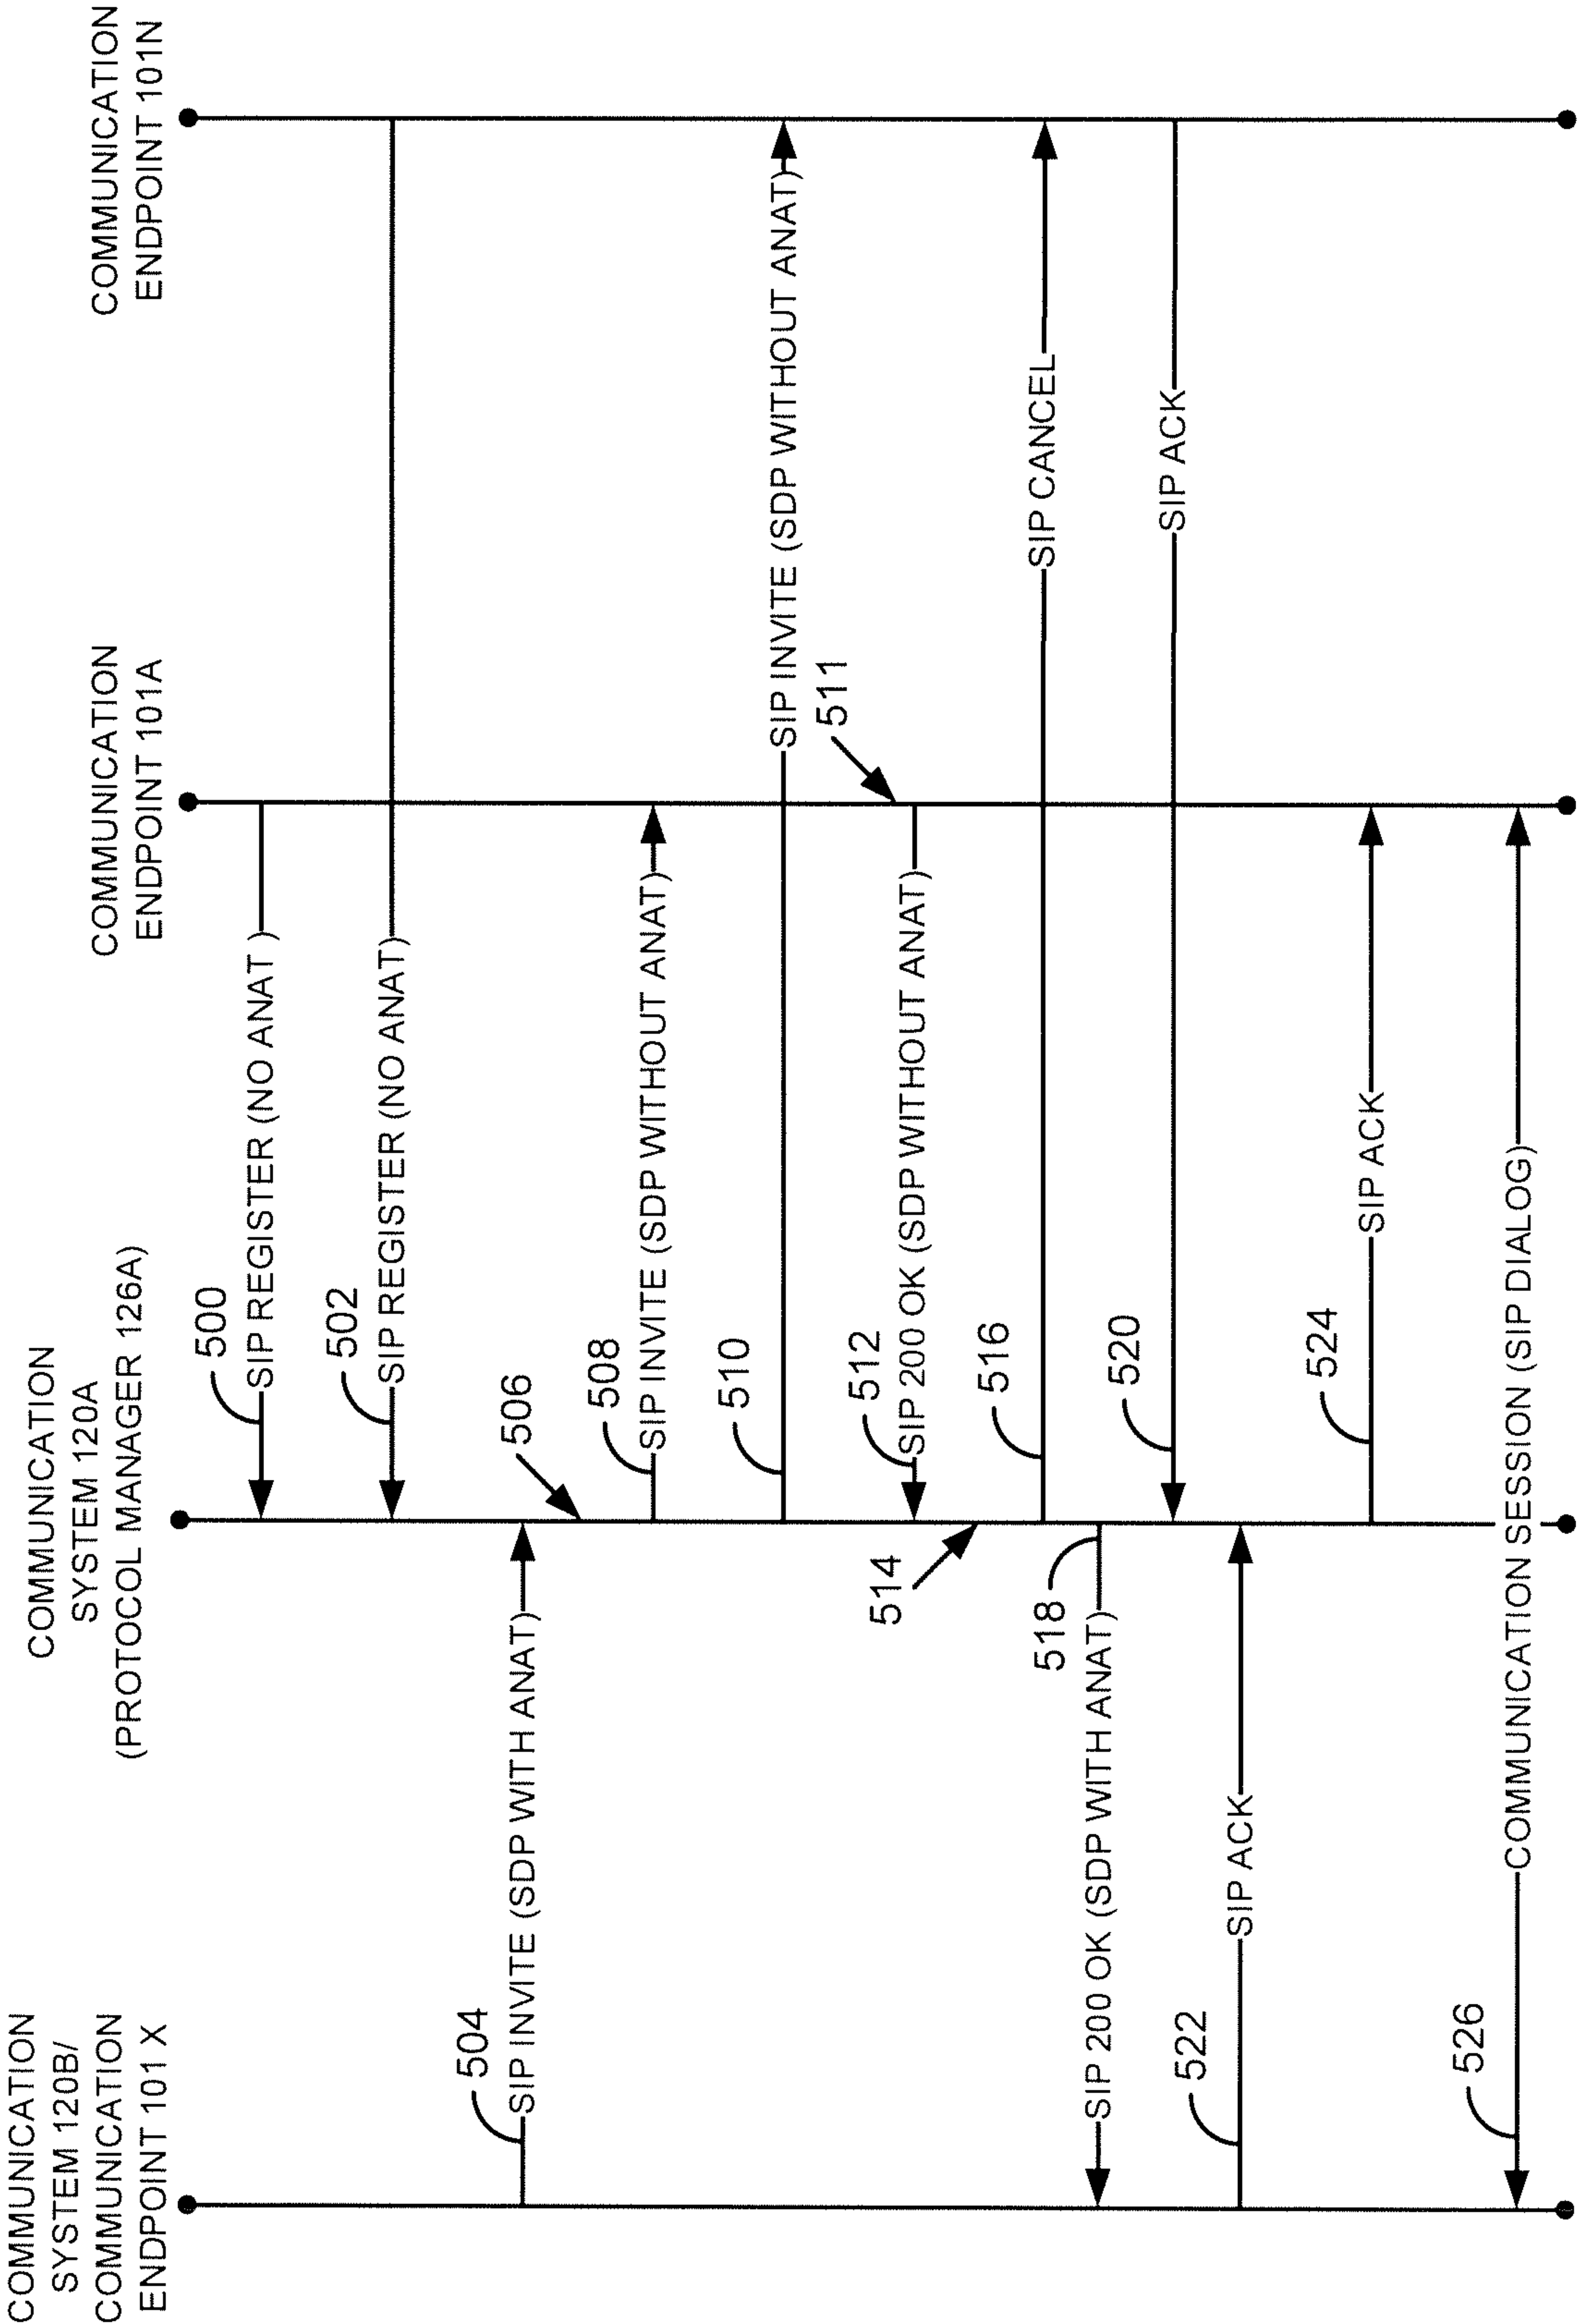 COMMUNICATION
SYSTEM 120B/
COMMUNICATION
ENDPOINT 101 X
COMMUNICATION
SYSTEM 120A
(PROTOCOL MANAGER 126A)
COMMUNICATION
ENDPOINT 101A
COMMUNICATION
ENDPOINT 101N
500
SIP REGISTER (NO ANAT )
502
SIP REGISTER (NO ANAT)
504
SIP INVITE (SDP WITH ANAT)
506
508
SIP INVITE (SDP WITHOUT ANAT)
510
SIP INVITE (SDP WITHOUT ANAT)
511
512
SIP 200 OK (SDP WITHOUT ANAT)
514
516
SIP CANCEL
518
SIP 200 OK (SDP WITH ANAT)
520
SIP ACK
522
SIP ACK
524
SIP ACK
526
COMMUNICATION SESSION (SIP DIALOG)